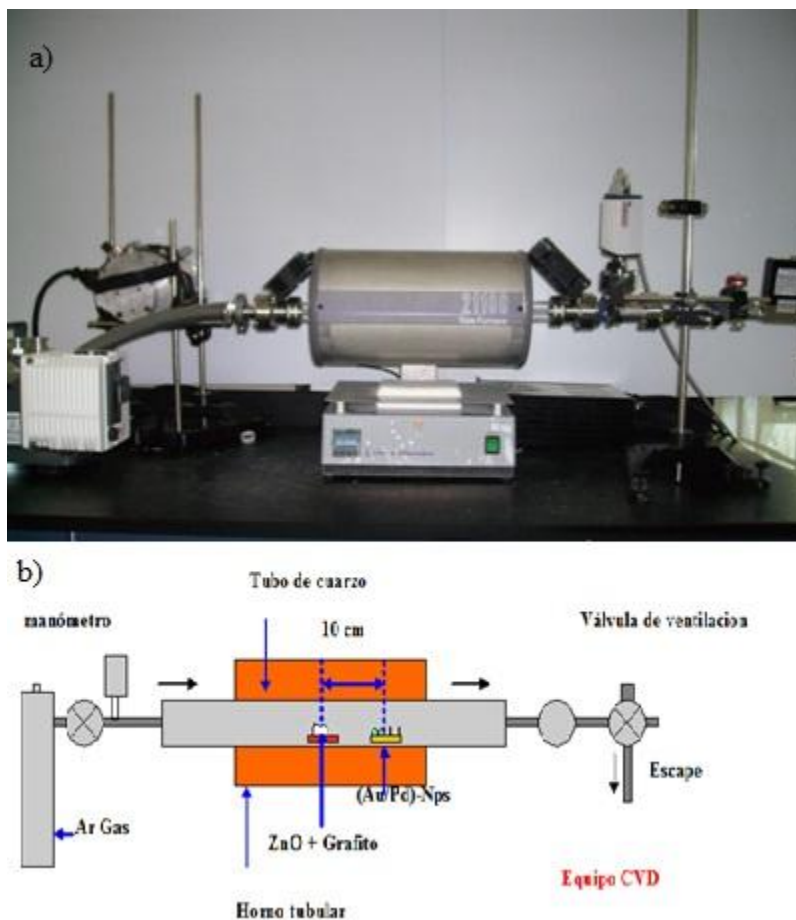 a)
b)
Tubo de cuarzo
manómetro
10 cm
Válvula de ventilacion
Escape
(Au/Pd)-Nps
Ar Gas
ZnO + Grafito
Equipo CVD
Horno tubular